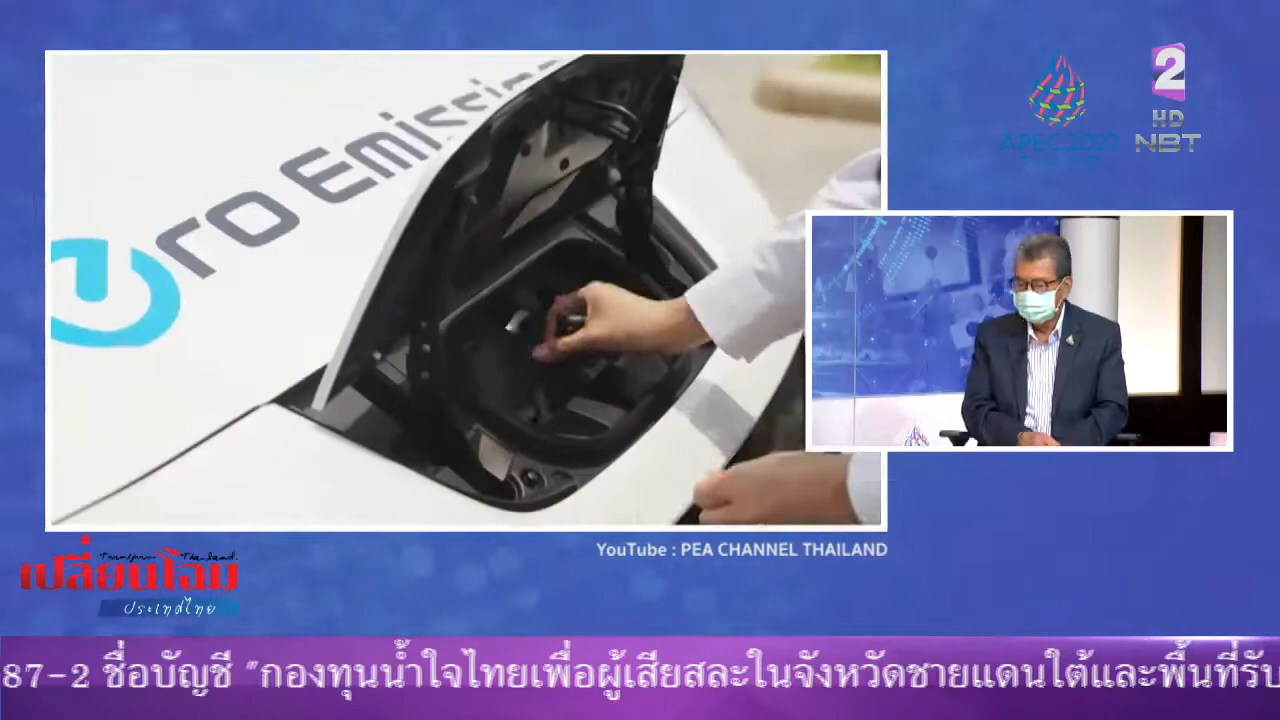 ro Emission
APEC 2022
2
HD
NBT
YouTube : PEA CHANNEL THAILAND
Transform Thailand.
เปลี่ยนโฉม
ประเทศไทย
87-2 ชื่อบัญชี "กองทุนน้ำใจไทยเพื่อผู้เสียสละในจังหวัดชายแดนใต้และพื้นที่รับ